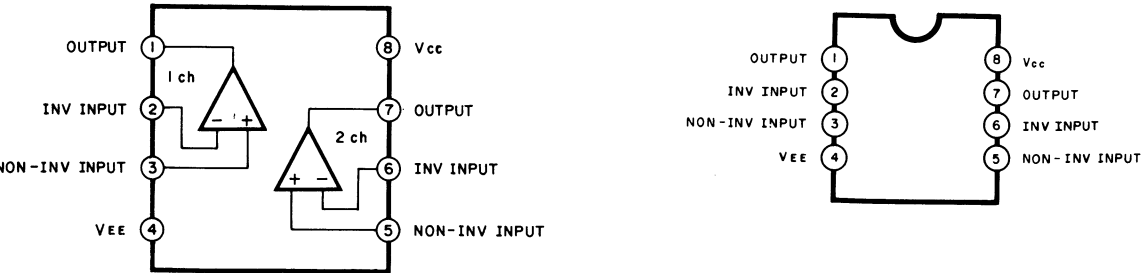 OUTPUT 1 8 Vcc
1 ch
INV INPUT 2 7 OUTPUT
- + 2 ch
NON-INV INPUT 3 6 INV INPUT
+ -
VEE 4 5 NON-INV INPUT
OUTPUT 1 8 Vcc
INV INPUT 2 7 OUTPUT
NON-INV INPUT 3 6 INV INPUT
VEE 4 5 NON-INV INPUT